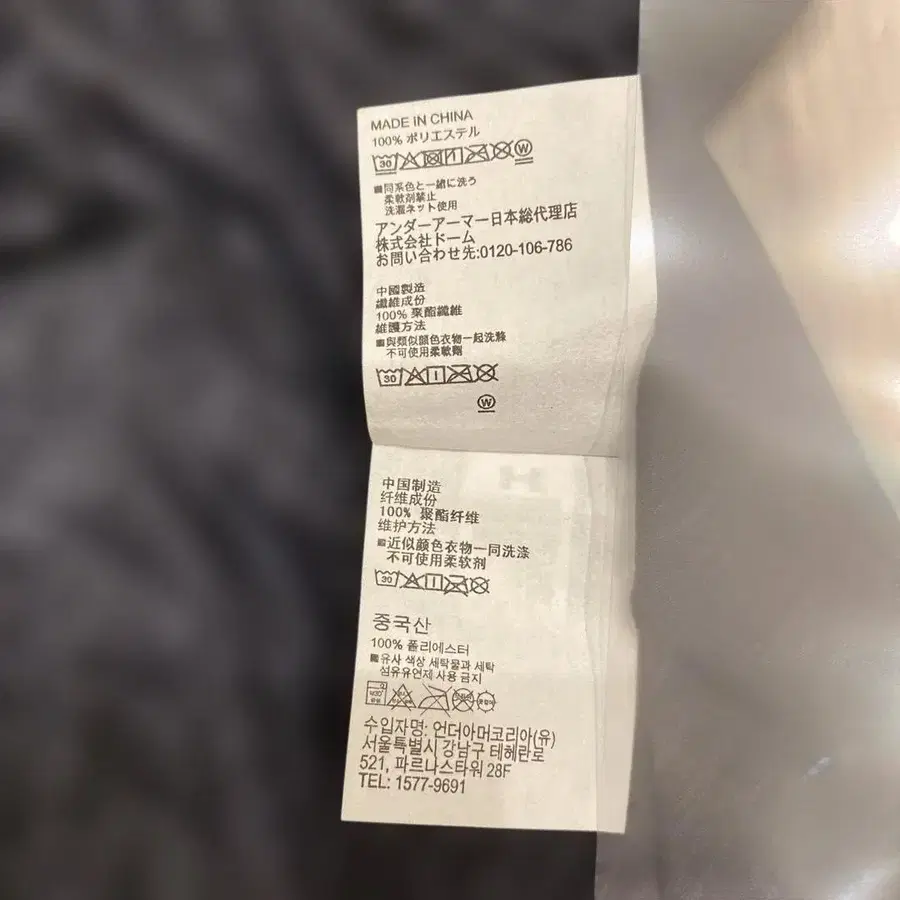 MADE IN CHINA
100% ポリエステル
30 W
■同系色と一緒に洗う
柔軟剤禁止
洗濯ネット使用
アンダーアーマー日本総代理店
株式会社ドーム
お問い合わせ先:0120-106-786
中國製造
纖維成份
100% 聚酯纖維
維護方法
■與類似顏色衣物一起洗滌
不可使用柔軟劑
30
W
中国制造
纤维成份
100% 聚酯纤维
维护方法
■近似颜色衣物一同洗涤
不可使用柔软剂
30
중국산
100% 폴리에스터
■유사 색상 세탁물과 세탁
섬유유연제 사용 금지
수입자명: 언더아머코리아(유)
서울특별시 강남구 테헤란로
521, 파르나스타워 28F
TEL: 1577-9691